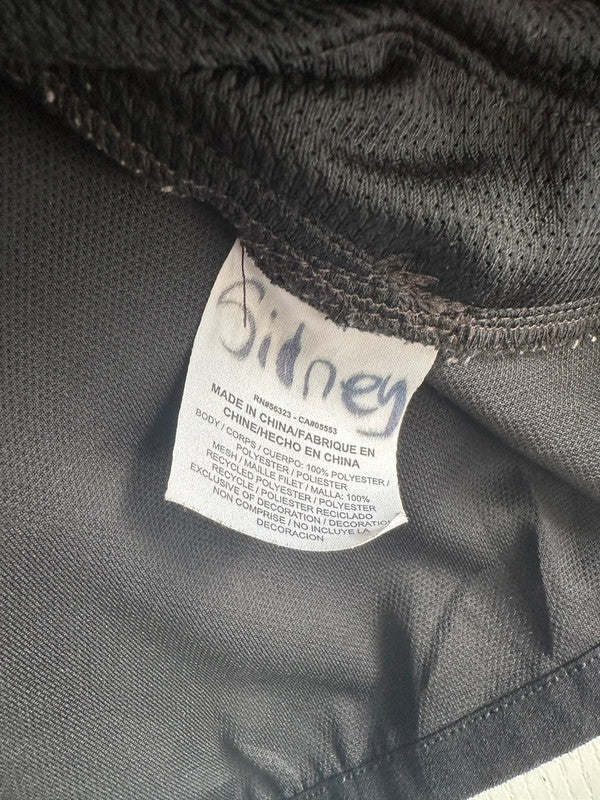 Sidney
RN#56323 - CA#05553
MADE IN CHINA/FABRIQUE EN
CHINE/HECHO EN CHINA
BODY / CORPS / CUERPO: 100% POLYESTER /
POLYESTER / POLIESTER
MESH / MAILLE FILET / MALLA: 100%
RECYCLED POLYESTER / POLYESTER
RECYCLE / POLIESTER RECICLADO
EXCLUSIVE OF DECORATION / DECORATION
NON COMPRISE / NO INCLUYE LA
DECORACION